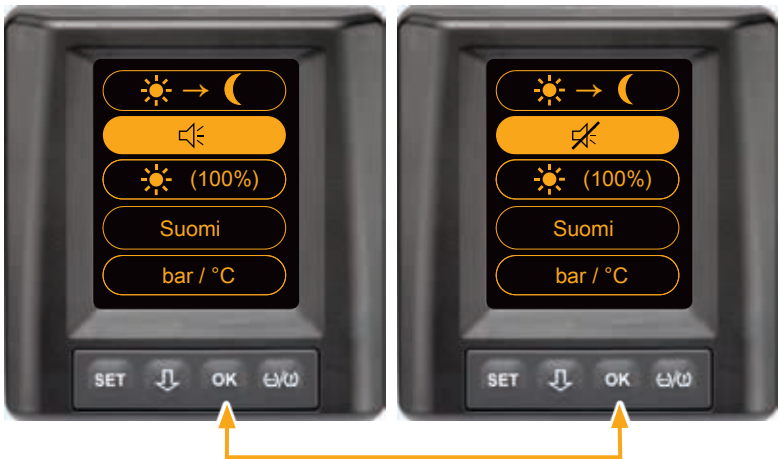 (100%)
Suomi
bar / °C
SET OK
(100%)
Suomi
bar / °C
SET OK